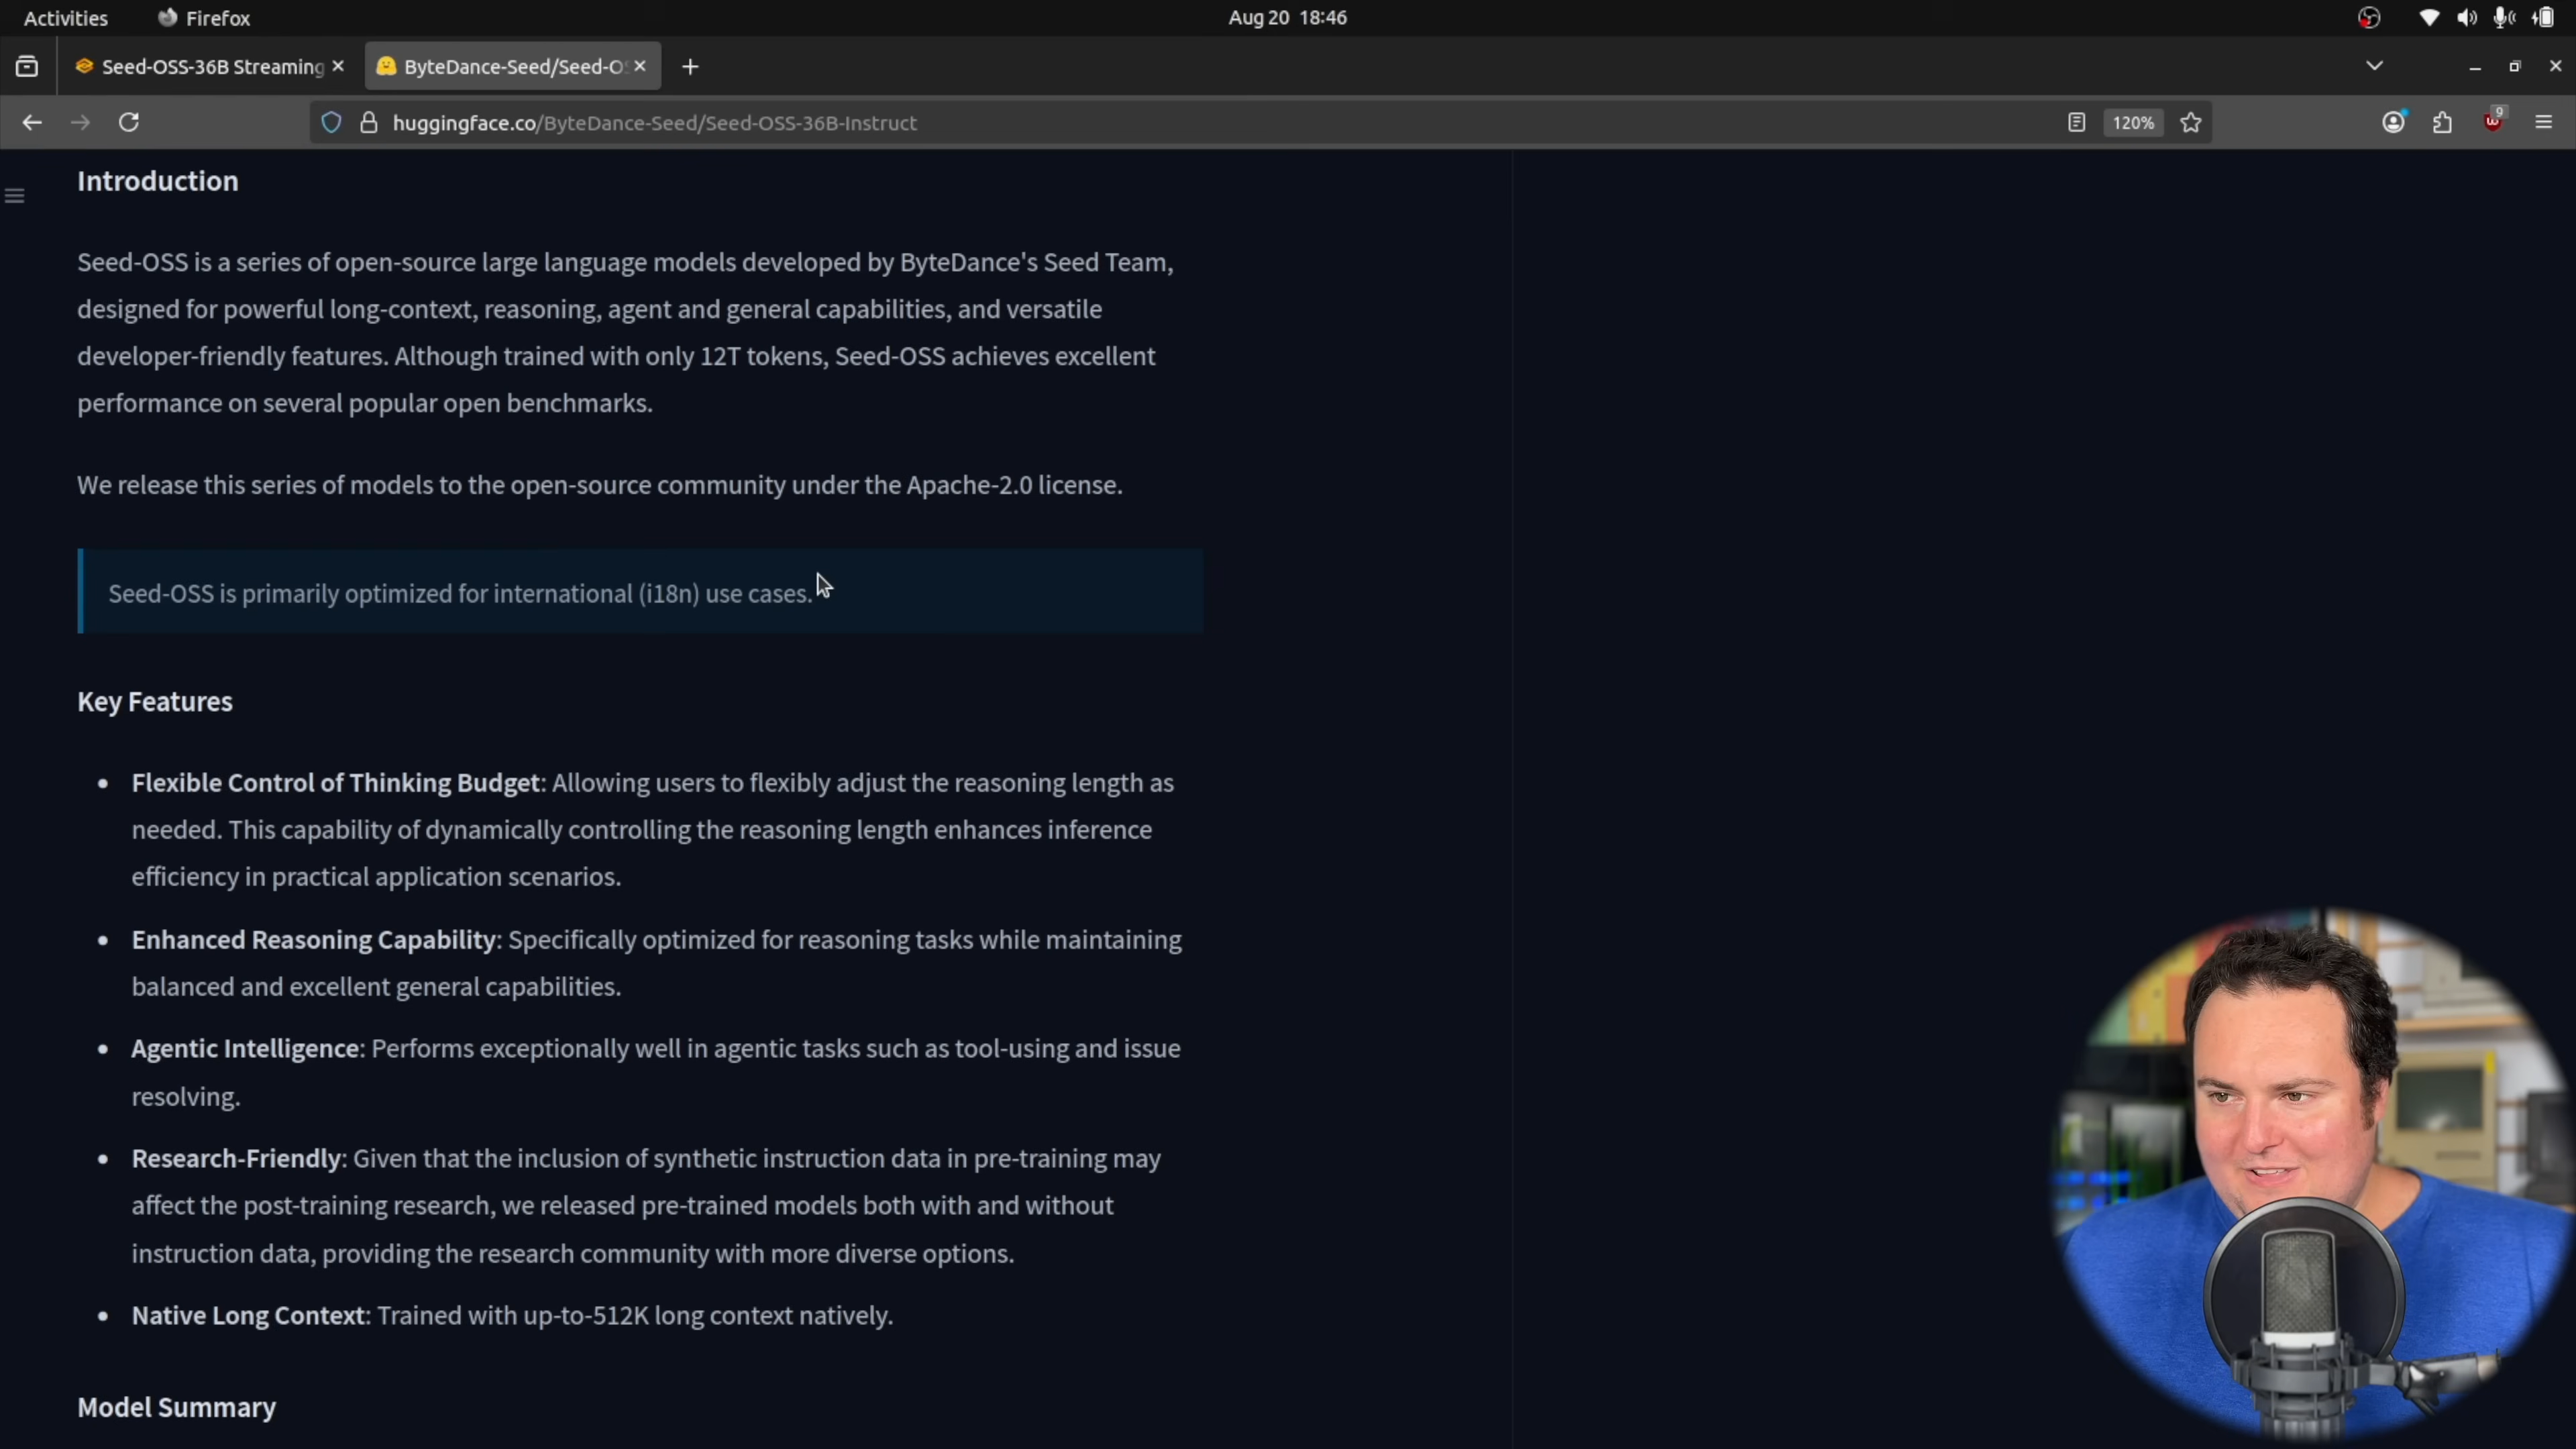 Activities
Firefox
Aug 20 18:46
Seed-OSS-36B Streaming
ByteDance-Seed/Seed-OS
huggingface.co/ByteDance-Seed/Seed-OSS-36B-Instruct
120%
9
Introduction
Seed-OSS is a series of open-source large language models developed by ByteDance's Seed Team,
designed for powerful long-context, reasoning, agent and general capabilities, and versatile
developer-friendly features. Although trained with only 12T tokens, Seed-OSS achieves excellent
performance on several popular open benchmarks.
We release this series of models to the open-source community under the Apache-2.0 license.
Seed-OSS is primarily optimized for international (i18n) use cases.
Key Features
• Flexible Control of Thinking Budget: Allowing users to flexibly adjust the reasoning length as
needed. This capability of dynamically controlling the reasoning length enhances inference
efficiency in practical application scenarios.
• Enhanced Reasoning Capability: Specifically optimized for reasoning tasks while maintaining
balanced and excellent general capabilities.
• Agentic Intelligence: Performs exceptionally well in agentic tasks such as tool-using and issue
resolving.
• Research-Friendly: Given that the inclusion of synthetic instruction data in pre-training may
affect the post-training research, we released pre-trained models both with and without
instruction data, providing the research community with more diverse options.
• Native Long Context: Trained with up-to-512K long context natively.
Model Summary